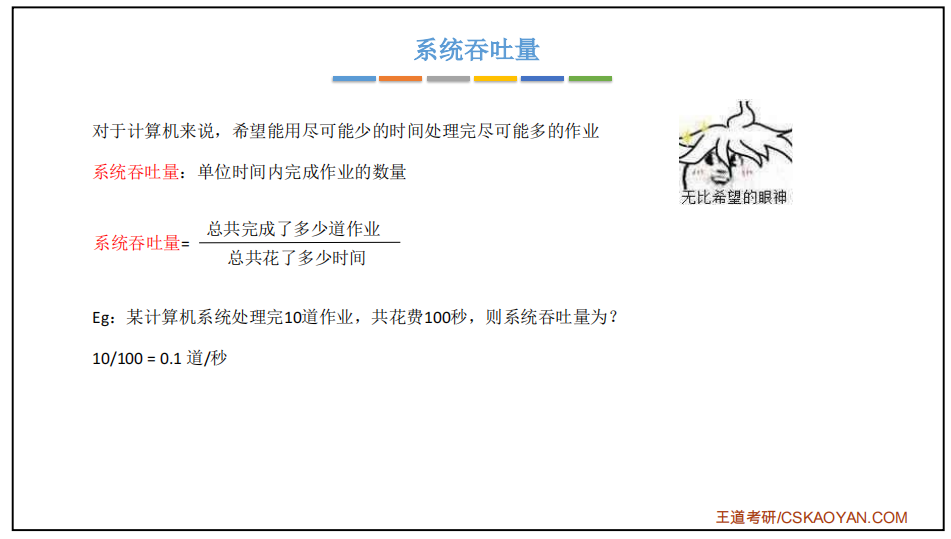 系统吞吐量
对于计算机来说，希望能用尽可能少的时间处理完尽可能多的作业
系统吞吐量：单位时间内完成作业的数量
无比希望的眼神
系统吞吐量=
总共完成了多少道作业
总共花了多少时间
Eg：某计算机系统处理完10道作业，共花费100秒，则系统吞吐量为？
10/100 = 0.1 道/秒
王道考研/CSKAOYAN.COM